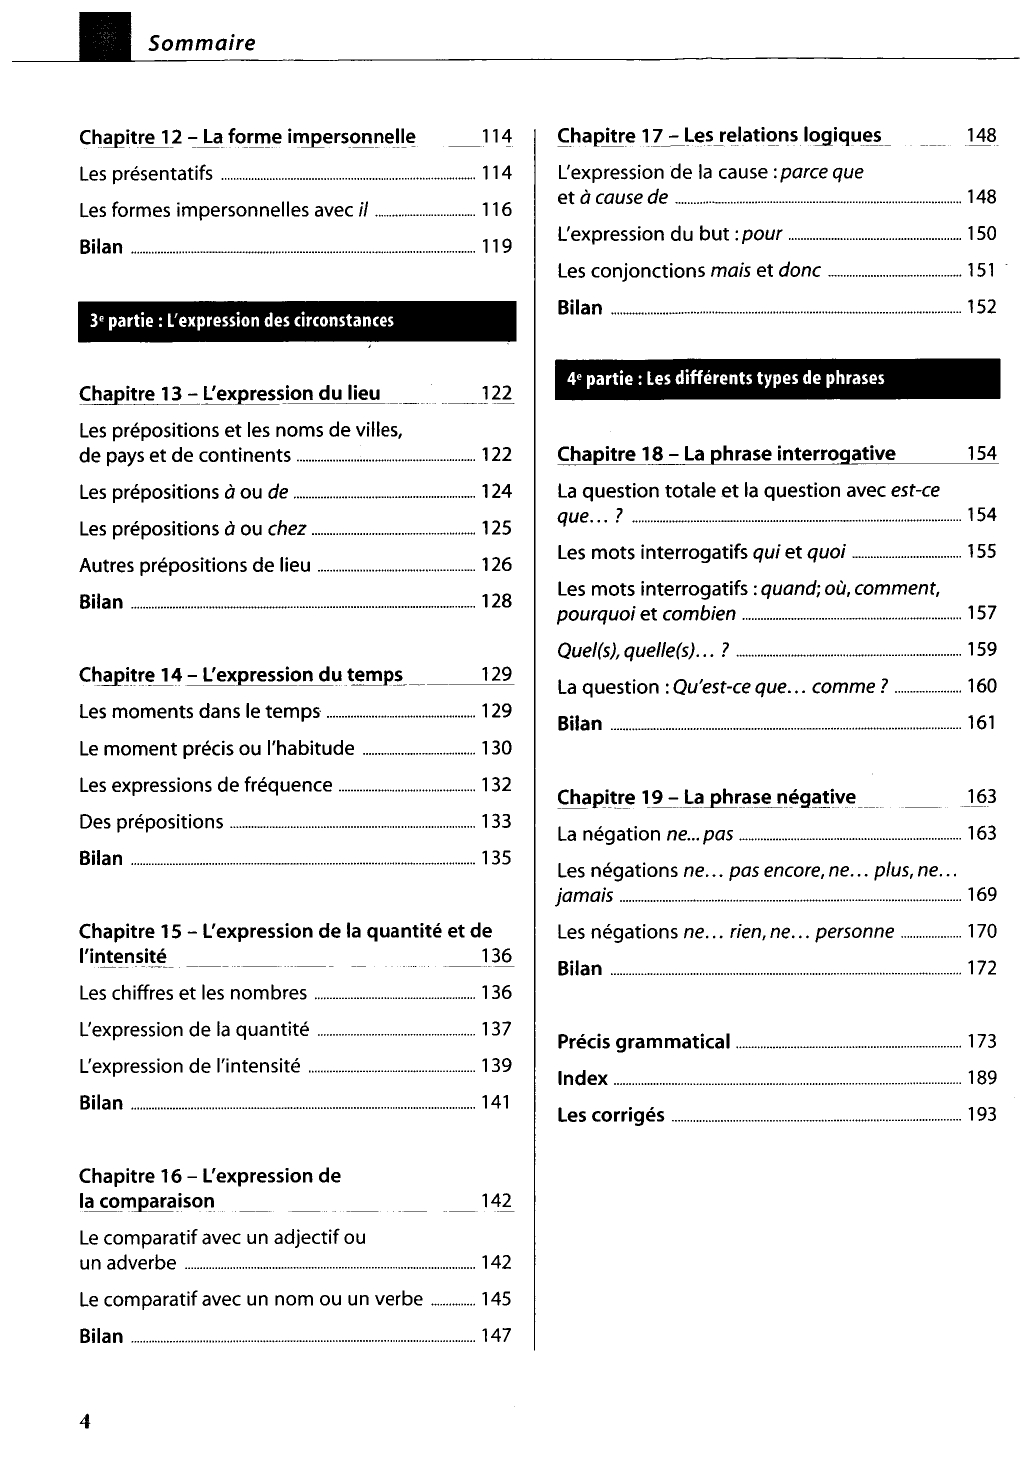 Sommaire
Chapitre 12 – La forme impersonnelle 114
Les présentatifs 114
Les formes impersonnelles avec il 116
Bilan 119
3e partie : L'expression des circonstances
Chapitre 13 – L'expression du lieu 122
Les prépositions et les noms de villes,
de pays et de continents 122
Les prépositions à ou de 124
Les prépositions à ou chez 125
Autres prépositions de lieu 126
Bilan 128
Chapitre 14 – L'expression du temps 129
Les moments dans le temps 129
Le moment précis ou l'habitude 130
Les expressions de fréquence 132
Des prépositions 133
Bilan 135
Chapitre 15 – L'expression de la quantité et de
l'intensité 136
Les chiffres et les nombres 136
L'expression de la quantité 137
L'expression de l'intensité 139
Bilan 141
Chapitre 16 – L'expression de
la comparaison 142
Le comparatif avec un adjectif ou
un adverbe 142
Le comparatif avec un nom ou un verbe 145
Bilan 147
Chapitre 17 – Les relations logiques 148
L'expression de la cause : parce que
et à cause de 148
L'expression du but : pour 150
Les conjonctions mais et donc 151
Bilan 152
4e partie : Les différents types de phrases
Chapitre 18 – La phrase interrogative 154
La question totale et la question avec est-ce
que... ? 154
Les mots interrogatifs qui et quoi 155
Les mots interrogatifs : quand; où, comment,
pourquoi et combien 157
Quel(s), quelle(s)... ? 159
La question : Qu'est-ce que... comme ? 160
Bilan 161
Chapitre 19 – La phrase négative 163
La négation ne... pas 163
Les négations ne... pas encore, ne... plus, ne...
jamais 169
Les négations ne... rien, ne... personne 170
Bilan 172
Précis grammatical 173
Index 189
Les corrigés 193
4